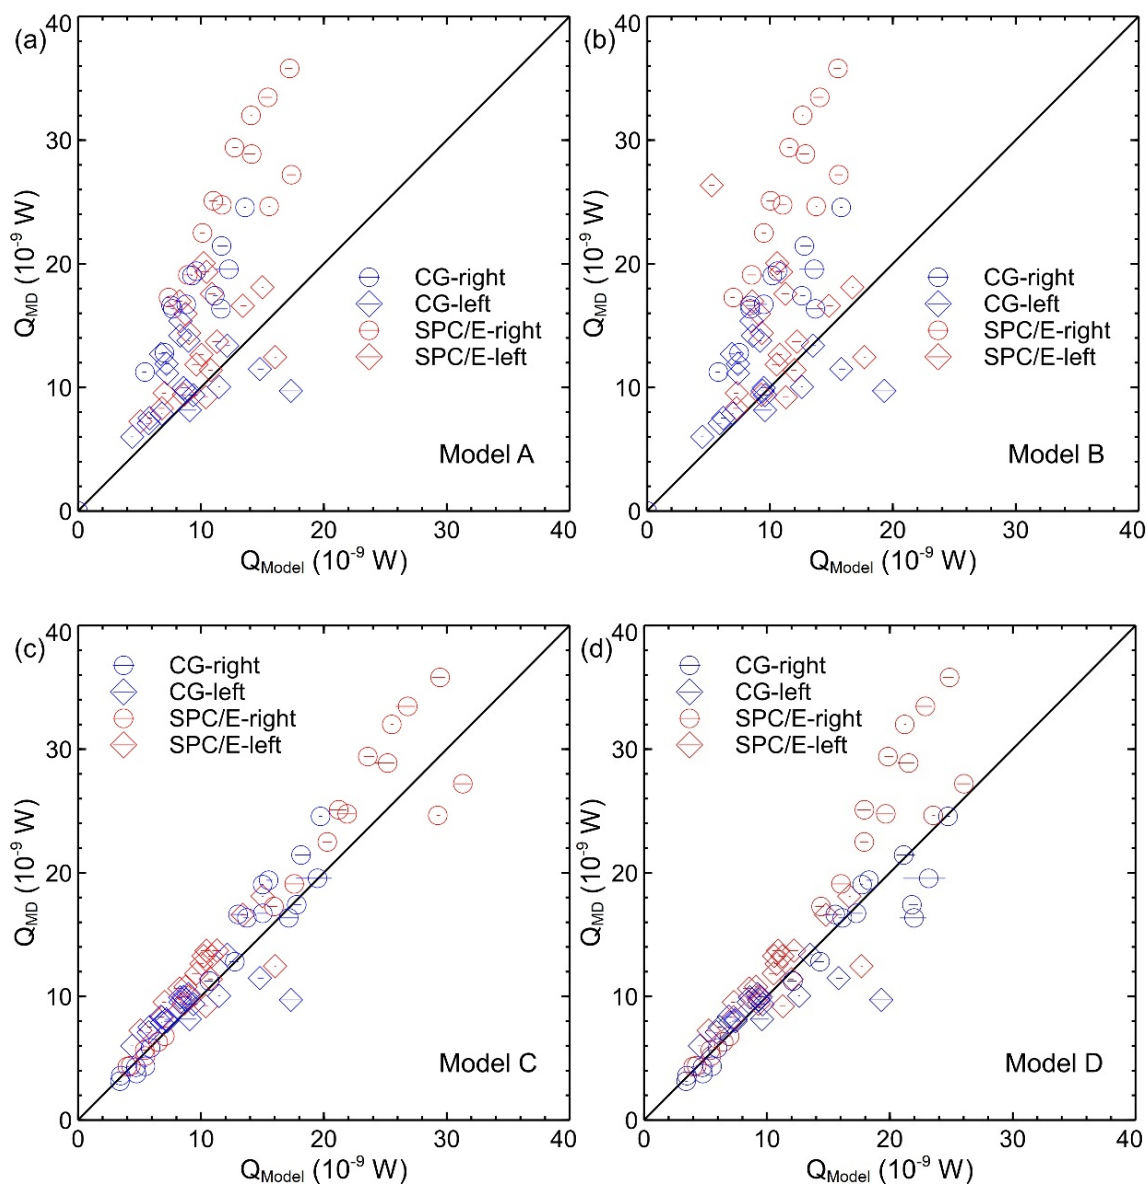 (a)
40
30
20
10
0
0 10 20 30 40
Q_MD (10⁻⁹ W)
Q_Model (10⁻⁹ W)
CG-right
CG-left
SPC/E-right
SPC/E-left
Model A
(b)
40
30
20
10
0
0 10 20 30 40
Q_MD (10⁻⁹ W)
Q_Model (10⁻⁹ W)
CG-right
CG-left
SPC/E-right
SPC/E-left
Model B
(c)
40
30
20
10
0
0 10 20 30 40
Q_MD (10⁻⁹ W)
Q_Model (10⁻⁹ W)
CG-right
CG-left
SPC/E-right
SPC/E-left
Model C
(d)
40
30
20
10
0
0 10 20 30 40
Q_MD (10⁻⁹ W)
Q_Model (10⁻⁹ W)
CG-right
CG-left
SPC/E-right
SPC/E-left
Model D